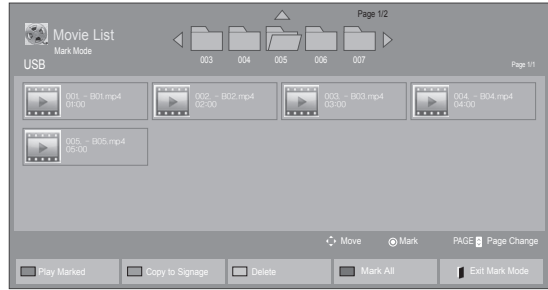 Page 1/2
Movie List
Mark Mode
USB
003 004 005 006 007
Page 1/1
001. - B01.mp4
01:00
002. - B02.mp4
02:00
003. - B03.mp4
03:00
004. - B04.mp4
04:00
005. - B05.mp4
05:00
Move Mark PAGE Page Change
Play Marked Copy to Signage Delete Mark All Exit Mark Mode